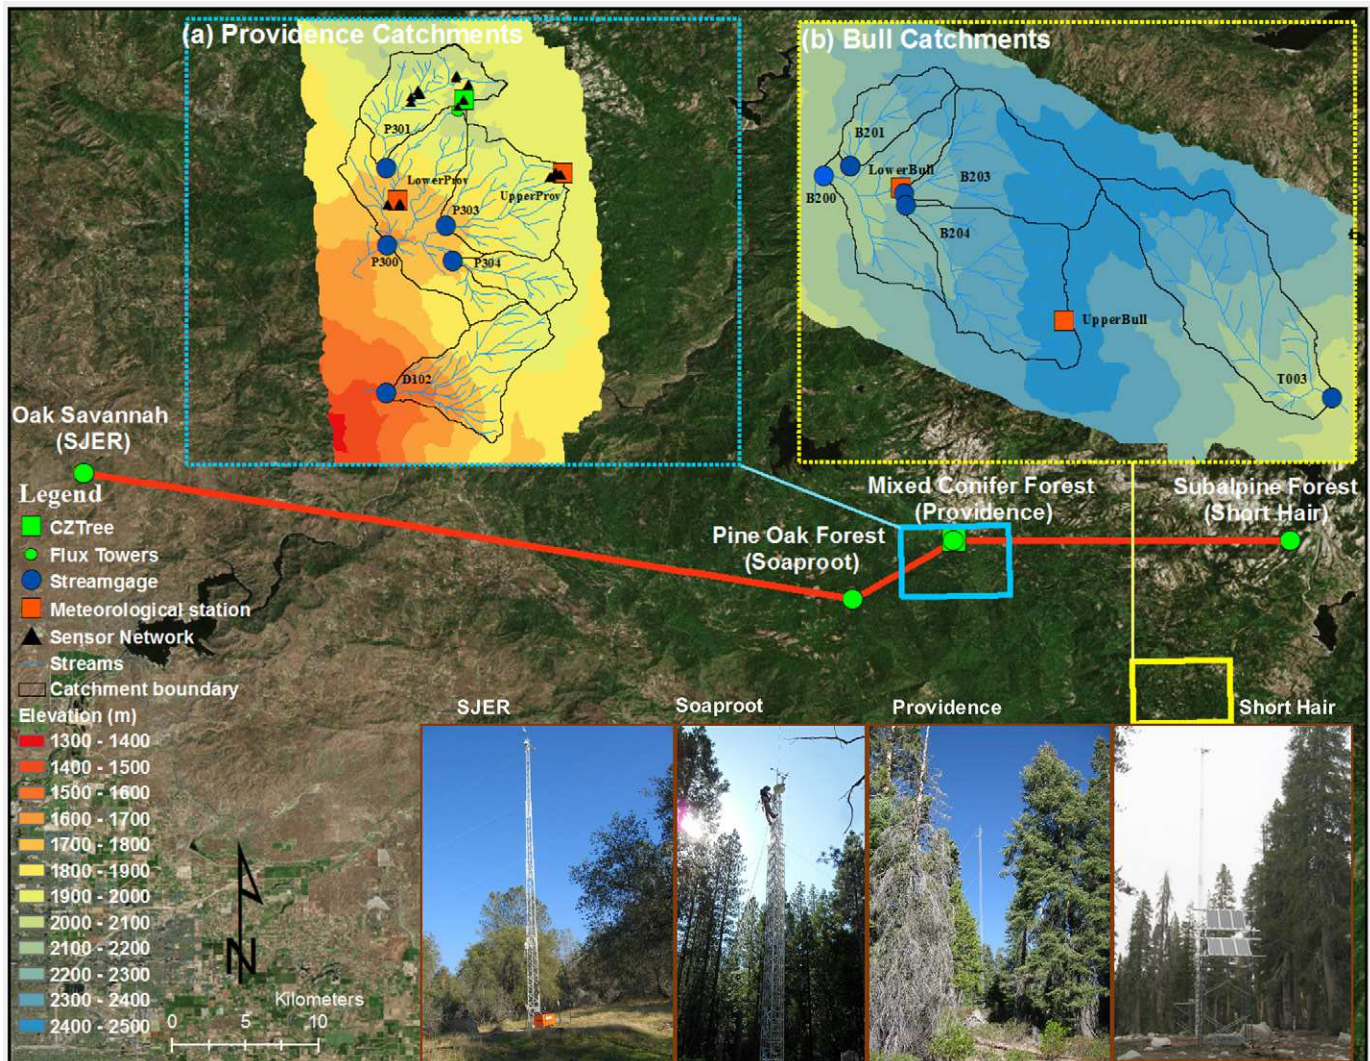 (a) Providence Catchments
P301
LowerProv
UpperProv
P303
P300
P304
D102
(b) Bull Catchments
B201
LowerBull
B203
B200
B204
UpperBull
T003
Oak Savannah
(SJER)
Pine Oak Forest
(Soaproot)
Mixed Conifer Forest
(Providence)
Subalpine Forest
(Short Hair)
Legend
CZTree
Flux Towers
Streamgage
Meteorological station
Sensor Network
Streams
Catchment boundary
Elevation (m)
1300 - 1400
1400 - 1500
1500 - 1600
1600 - 1700
1700 - 1800
1800 - 1900
1900 - 2000
2000 - 2100
2100 - 2200
2200 - 2300
2300 - 2400
2400 - 2500
N
Kilometers
0 5 10
SJER
Soaproot
Providence
Short Hair